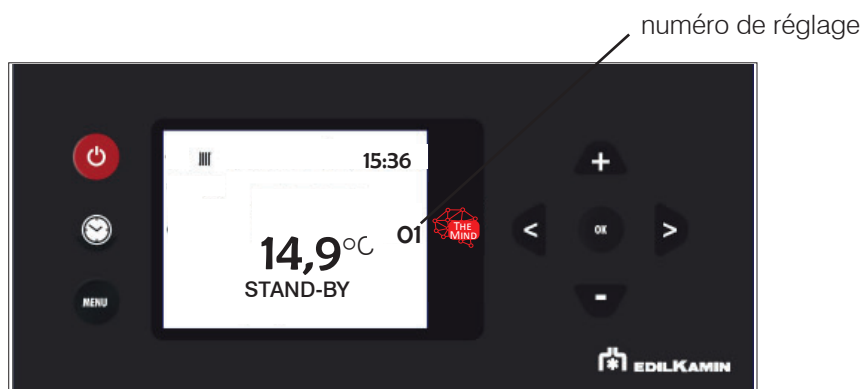 numéro de réglage
15:36
01
THE
MIND
14,9°C
STAND-BY
MENU
+
< OK >
-
EDILKAMIN